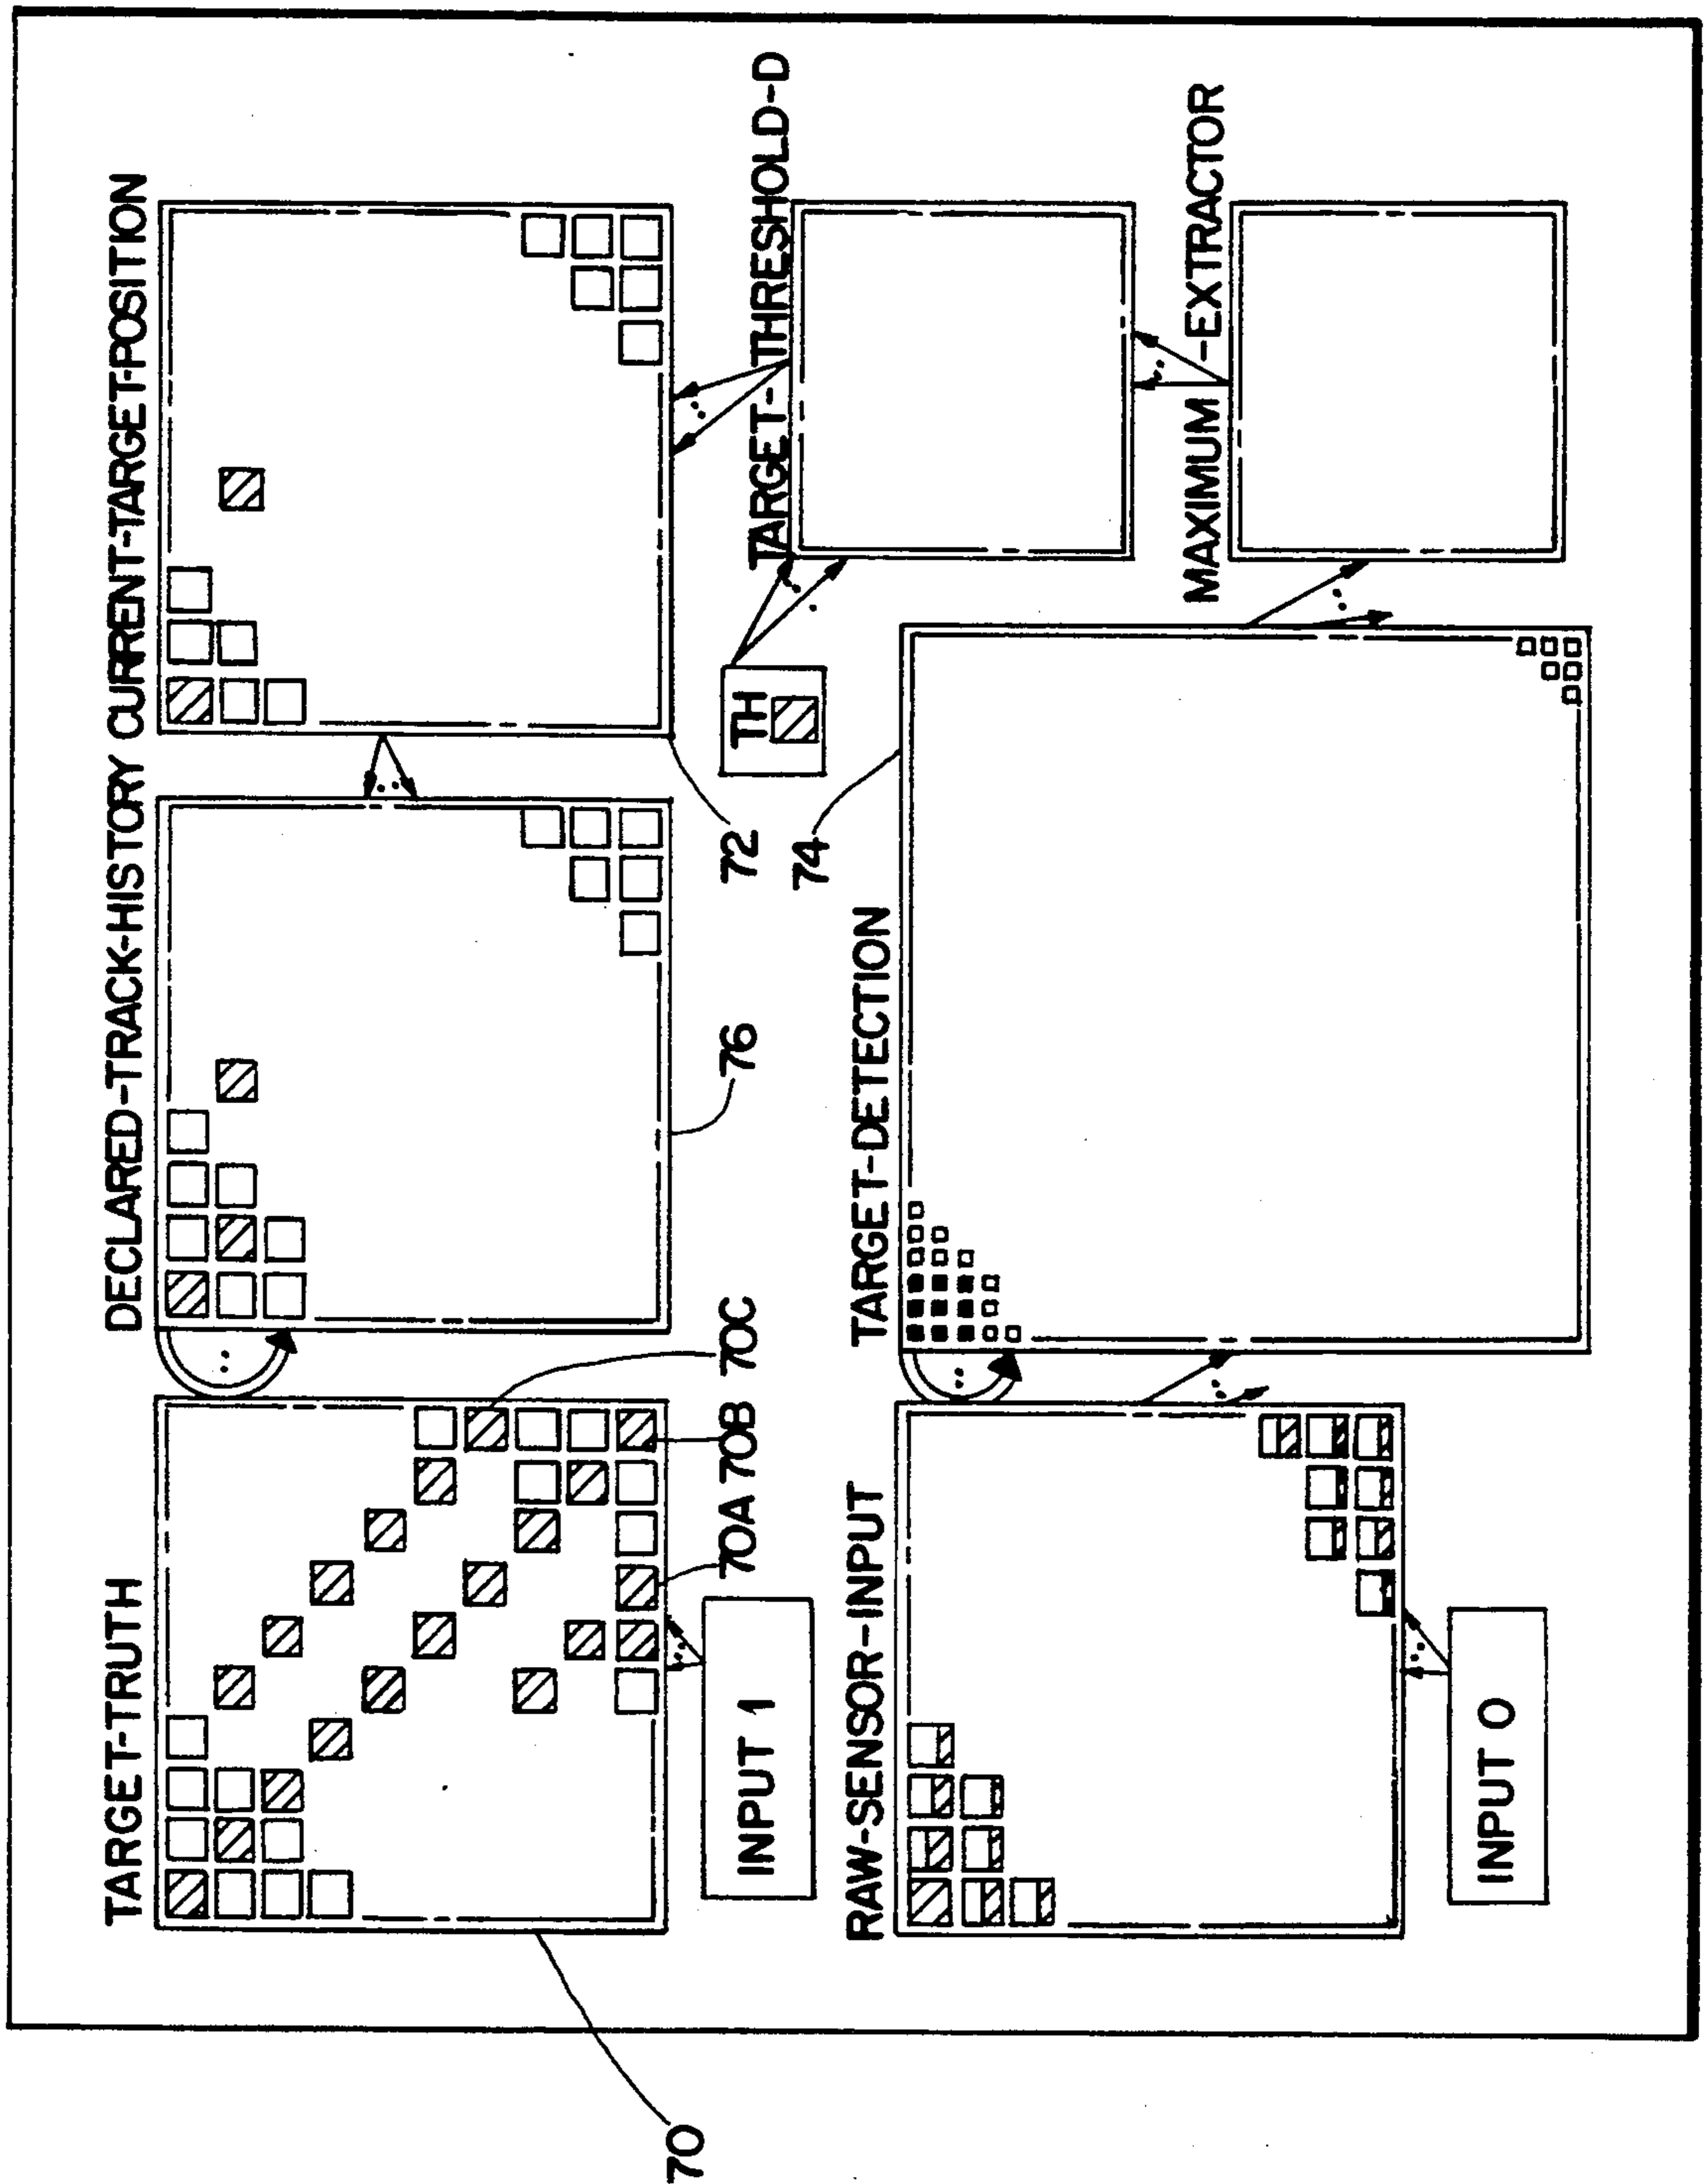 TARGET-TRUTH
DECLARED-TRACK-HISTORY
CURRENT-TARGET-POSITION
70
INPUT 1
70A
70B
70C
76
72
TH
TARGET-THRESHOLD-D
RAW-SENSOR-INPUT
TARGET-DETECTION
74
MAXIMUM-EXTRACTOR
INPUT 0